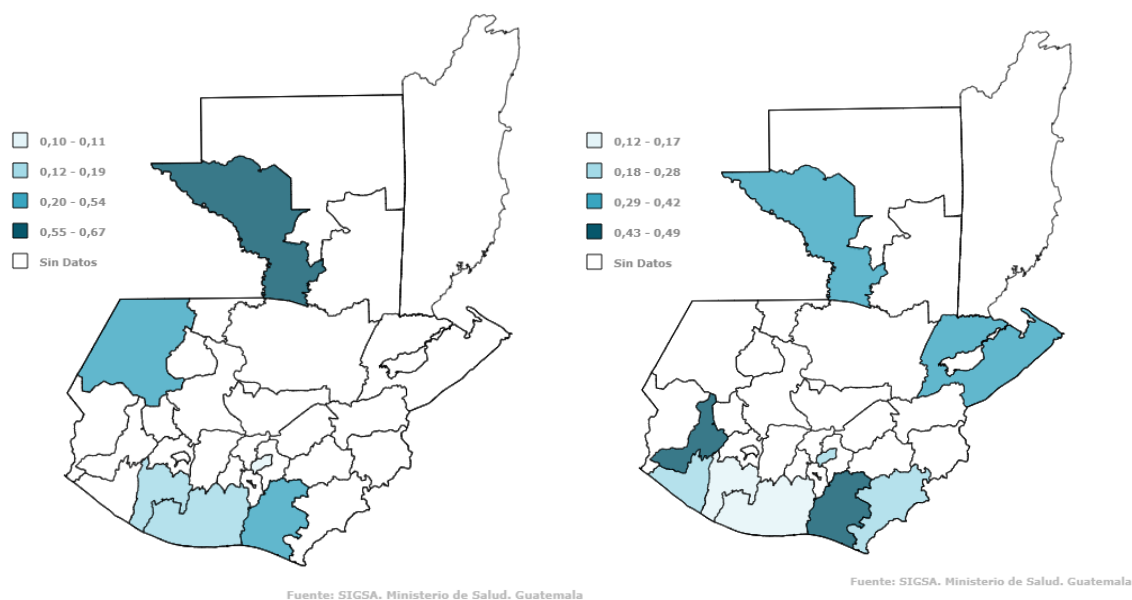 0,10 - 0,11
0,12 - 0,19
0,20 - 0,54
0,55 - 0,67
Sin Datos
Fuente: SIGSA. Ministerio de Salud. Guatemala
0,12 - 0,17
0,18 - 0,28
0,29 - 0,42
0,43 - 0,49
Sin Datos
Fuente: SIGSA. Ministerio de Salud. Guatemala